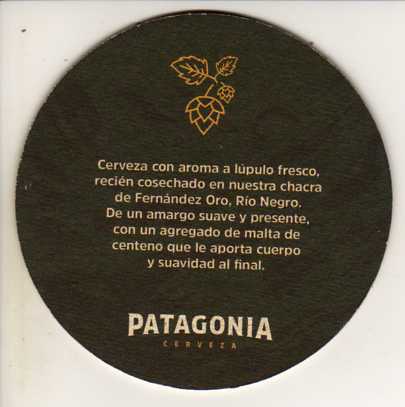 Cerveza con aroma a lúpulo fresco,
recién cosechado en nuestra chacra
de Fernández Oro, Río Negro.
De un amargo suave y presente,
con un agregado de malta de
centeno que le aporta cuerpo
y suavidad al final.
PATAGONIA
CERVEZA